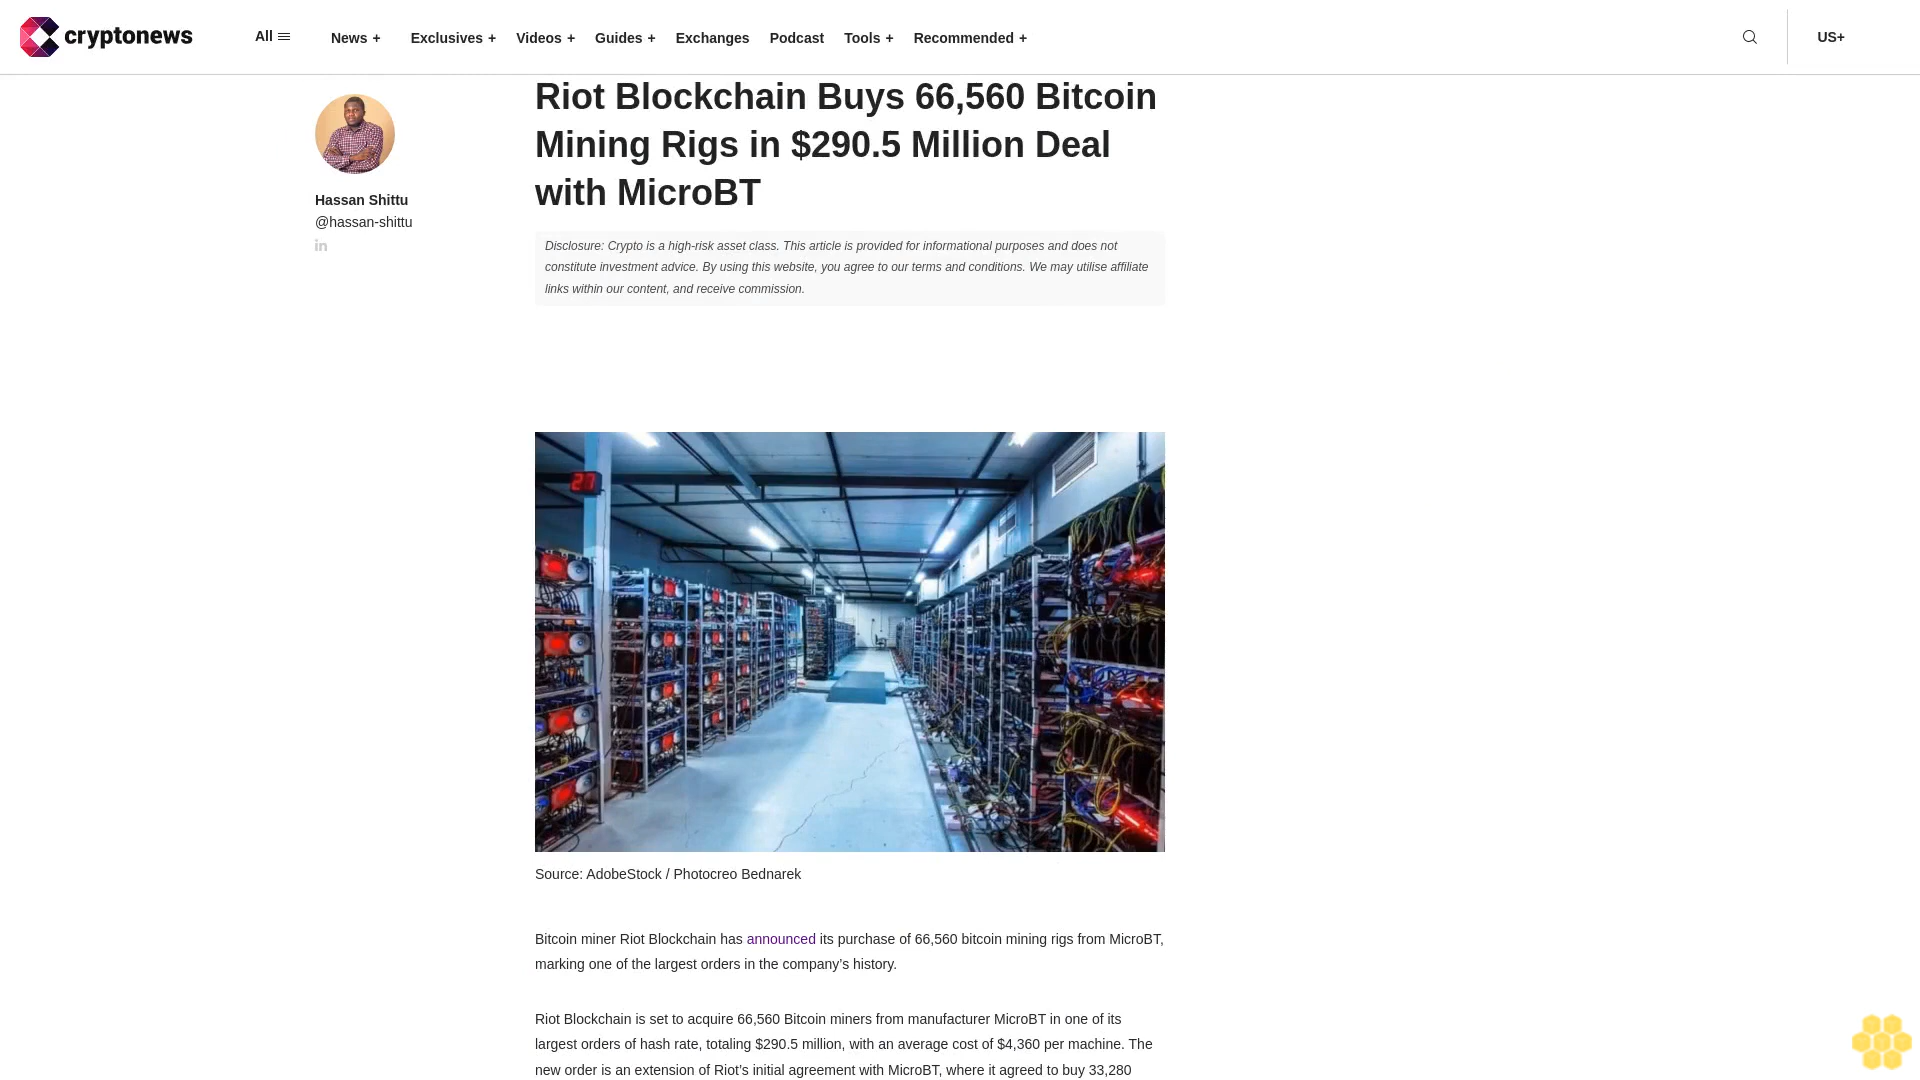 cryptonews
All
News +
Exclusives +
Videos +
Guides +
Exchanges
Podcast
Tools +
Recommended +
US+
Hassan Shittu
@hassan-shittu
in
Riot Blockchain Buys 66,560 Bitcoin
Mining Rigs in $290.5 Million Deal
with MicroBT
Disclosure: Crypto is a high-risk asset class. This article is provided for informational purposes and does not
constitute investment advice. By using this website, you agree to our terms and conditions. We may utilise affiliate
links within our content, and receive commission.
27
Source: AdobeStock / Photocreo Bednarek
Bitcoin miner Riot Blockchain has announced its purchase of 66,560 bitcoin mining rigs from MicroBT,
marking one of the largest orders in the company’s history.
Riot Blockchain is set to acquire 66,560 Bitcoin miners from manufacturer MicroBT in one of its
largest orders of hash rate, totaling $290.5 million, with an average cost of $4,360 per machine. The
new order is an extension of Riot’s initial agreement with MicroBT, where it agreed to buy 33,280